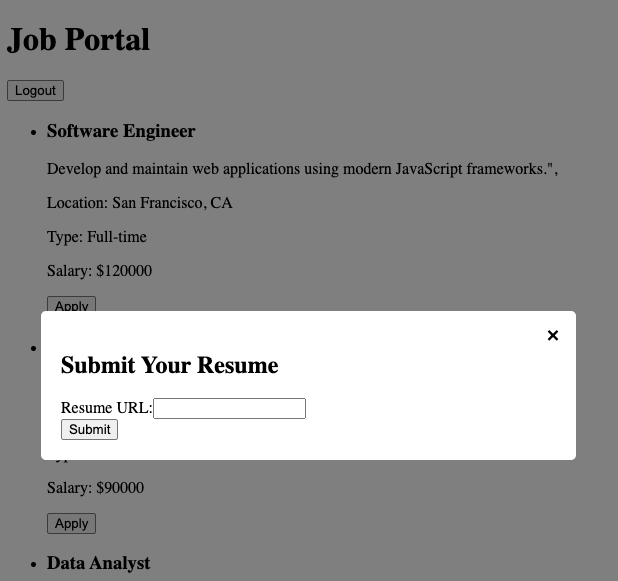 Job Portal
Logout
Software Engineer
Develop and maintain web applications using modern JavaScript frameworks.",
Location: San Francisco, CA
Type: Full-time
Salary: $120000
Apply
×
Submit Your Resume
Resume URL:
Submit
Salary: $90000
Apply
Data Analyst